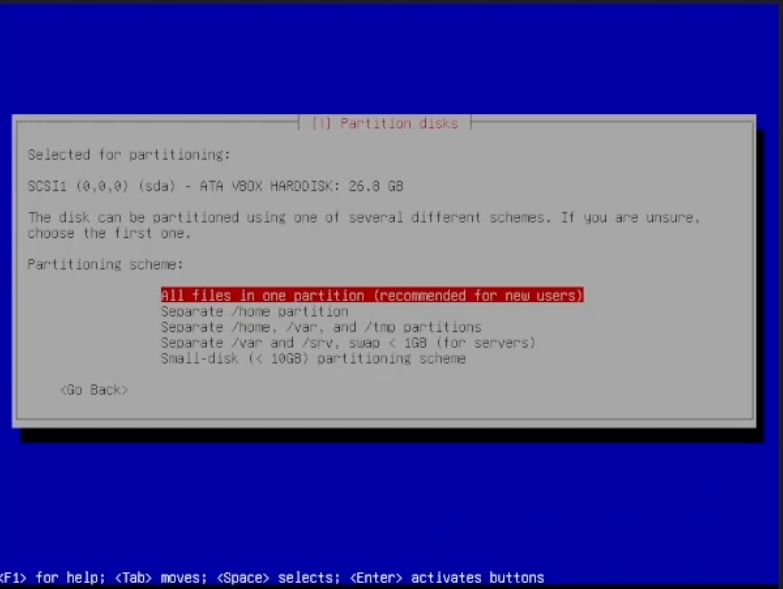 [!] Partition disks
Selected for partitioning:
SCSI1 (0,0,0) (sda) - ATA VBOX HARDDISK: 26.8 GB
The disk can be partitioned using one of several different schemes. If you are unsure,
choose the first one.
Partitioning scheme:
All files in one partition (recommended for new users)
Separate /home partition
Separate /home, /var, and /tmp partitions
Separate /var and /srv, swap < 1GB (for servers)
Small-disk (< 10GB) partitioning scheme
<Go Back>
<F1> for help; <Tab> moves; <Space> selects; <Enter> activates buttons